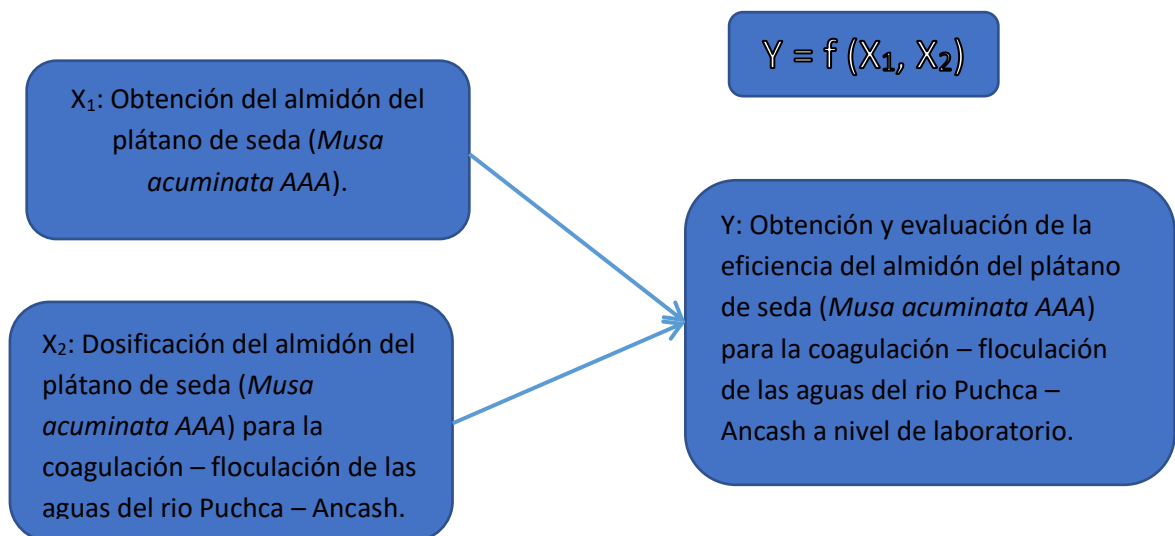 Y = f (X₁, X₂)
X₁: Obtención del almidón del
plátano de seda (Musa
acuminata AAA).
X₂: Dosificación del almidón del
plátano de seda (Musa
acuminata AAA) para la
coagulación – floculación de las
aguas del rio Puchca – Ancash.
Y: Obtención y evaluación de la
eficiencia del almidón del plátano
de seda (Musa acuminata AAA)
para la coagulación – floculación
de las aguas del rio Puchca –
Ancash a nivel de laboratorio.